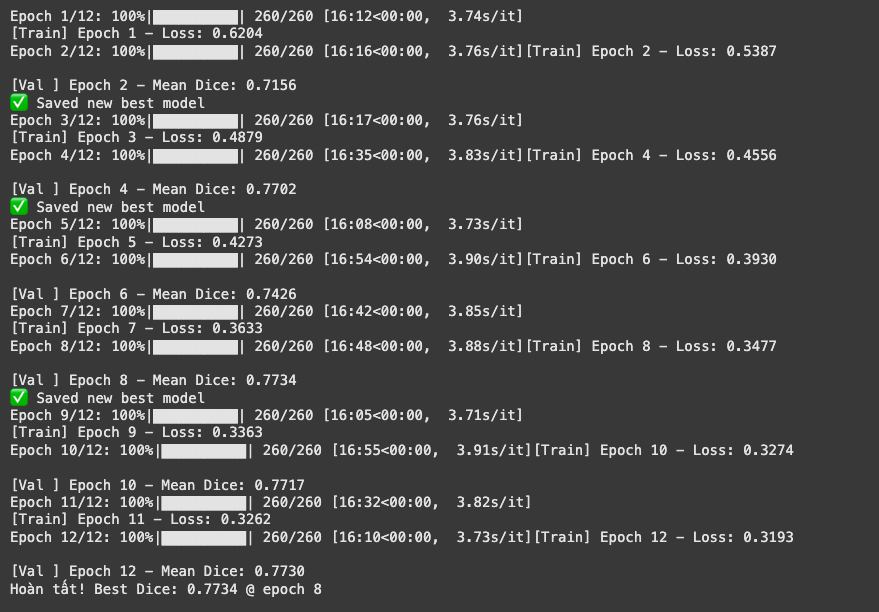 Epoch 1/12: 100%|██████████| 260/260 [16:12<00:00,  3.74s/it]
[Train] Epoch 1 – Loss: 0.6204
Epoch 2/12: 100%|██████████| 260/260 [16:16<00:00,  3.76s/it][Train] Epoch 2 – Loss: 0.5387
[Val ] Epoch 2 – Mean Dice: 0.7156
✅ Saved new best model
Epoch 3/12: 100%|██████████| 260/260 [16:17<00:00,  3.76s/it]
[Train] Epoch 3 – Loss: 0.4879
Epoch 4/12: 100%|██████████| 260/260 [16:35<00:00,  3.83s/it][Train] Epoch 4 – Loss: 0.4556
[Val ] Epoch 4 – Mean Dice: 0.7702
✅ Saved new best model
Epoch 5/12: 100%|██████████| 260/260 [16:08<00:00,  3.73s/it]
[Train] Epoch 5 – Loss: 0.4273
Epoch 6/12: 100%|██████████| 260/260 [16:54<00:00,  3.90s/it][Train] Epoch 6 – Loss: 0.3930
[Val ] Epoch 6 – Mean Dice: 0.7426
Epoch 7/12: 100%|██████████| 260/260 [16:42<00:00,  3.85s/it]
[Train] Epoch 7 – Loss: 0.3633
Epoch 8/12: 100%|██████████| 260/260 [16:48<00:00,  3.88s/it][Train] Epoch 8 – Loss: 0.3477
[Val ] Epoch 8 – Mean Dice: 0.7734
✅ Saved new best model
Epoch 9/12: 100%|██████████| 260/260 [16:05<00:00,  3.71s/it]
[Train] Epoch 9 – Loss: 0.3363
Epoch 10/12: 100%|██████████| 260/260 [16:55<00:00,  3.91s/it][Train] Epoch 10 – Loss: 0.3274
[Val ] Epoch 10 – Mean Dice: 0.7717
Epoch 11/12: 100%|██████████| 260/260 [16:32<00:00,  3.82s/it]
[Train] Epoch 11 – Loss: 0.3262
Epoch 12/12: 100%|██████████| 260/260 [16:10<00:00,  3.73s/it][Train] Epoch 12 – Loss: 0.3193
[Val ] Epoch 12 – Mean Dice: 0.7730
Hoàn tất! Best Dice: 0.7734 @ epoch 8